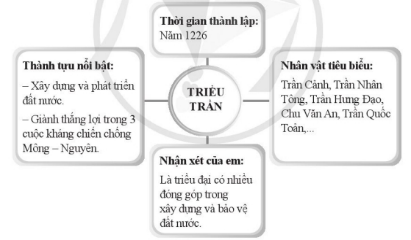 Thời gian thành lập:
Năm 1226
Thành tựu nổi bật:
– Xây dựng và phát triển
đất nước.
– Giành thắng lợi trong 3
cuộc kháng chiến chống
Mông – Nguyên.
TRIỀU
TRẦN
Nhân vật tiêu biểu:
Trần Cảnh, Trần Nhân
Tông, Trần Hưng Đạo,
Chu Văn An, Trần Quốc
Toản,...
Nhận xét của em:
Là triều đại có nhiều
đóng góp trong
xây dựng và bảo vệ
đất nước.